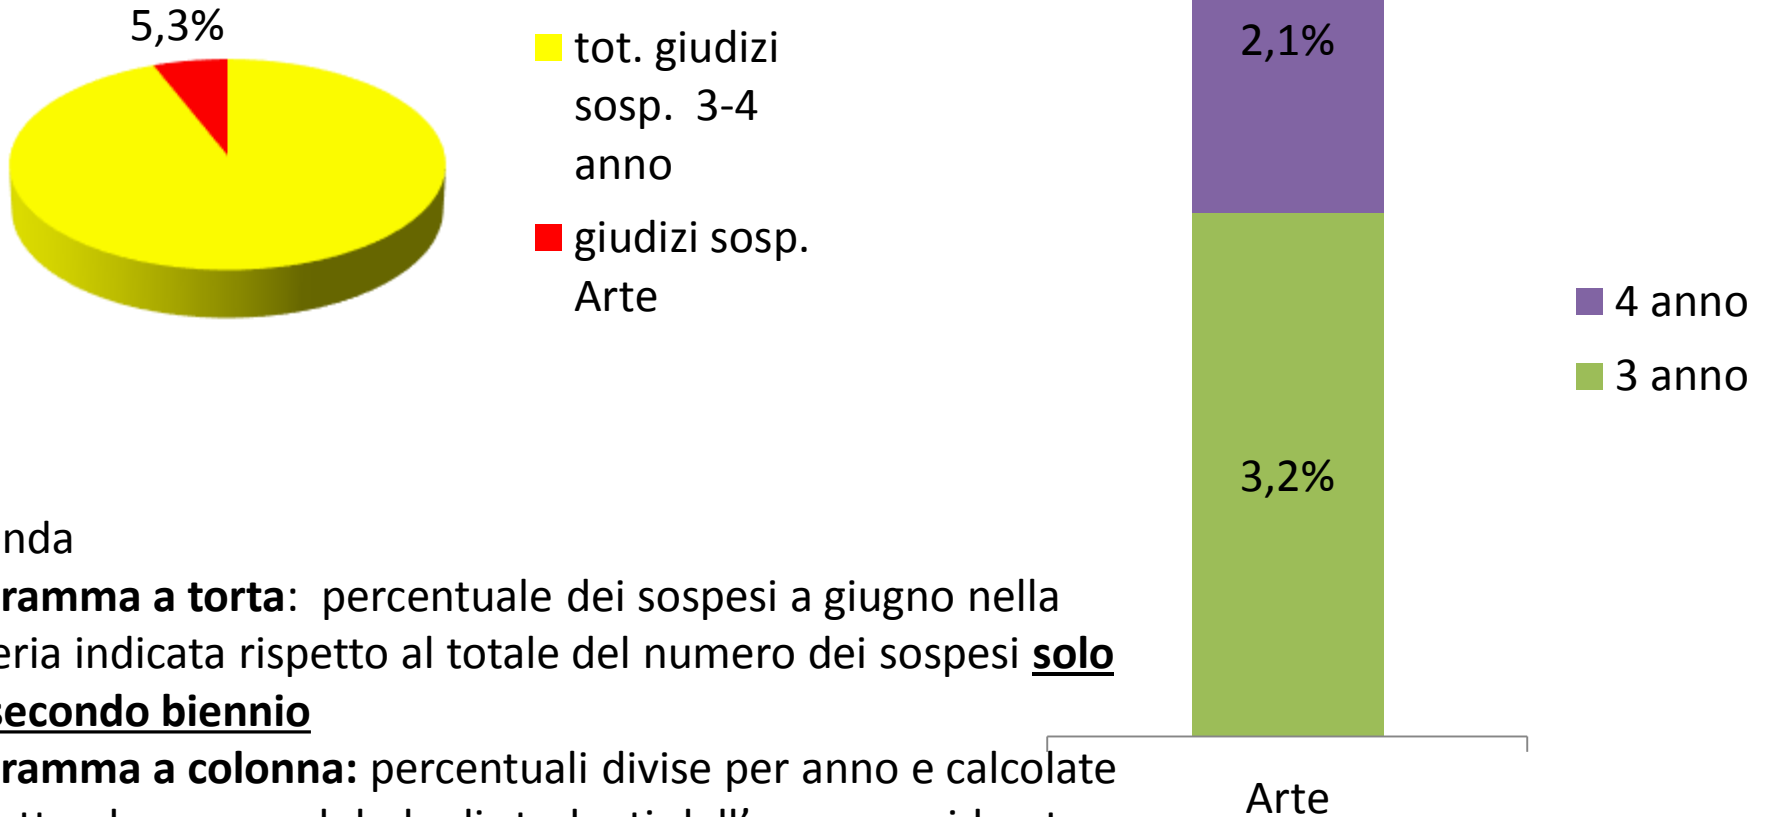 5,3%
tot. giudizi
sosp. 3-4
anno
giudizi sosp.
Arte
2,1%
3,2%
4 anno
3 anno
Arte
nda
ramma a torta: percentuale dei sospesi a giugno nella
eria indicata rispetto al totale del numero dei sospesi solo
secondo biennio
ramma a colonna: percentuali divise per anno e calcolate